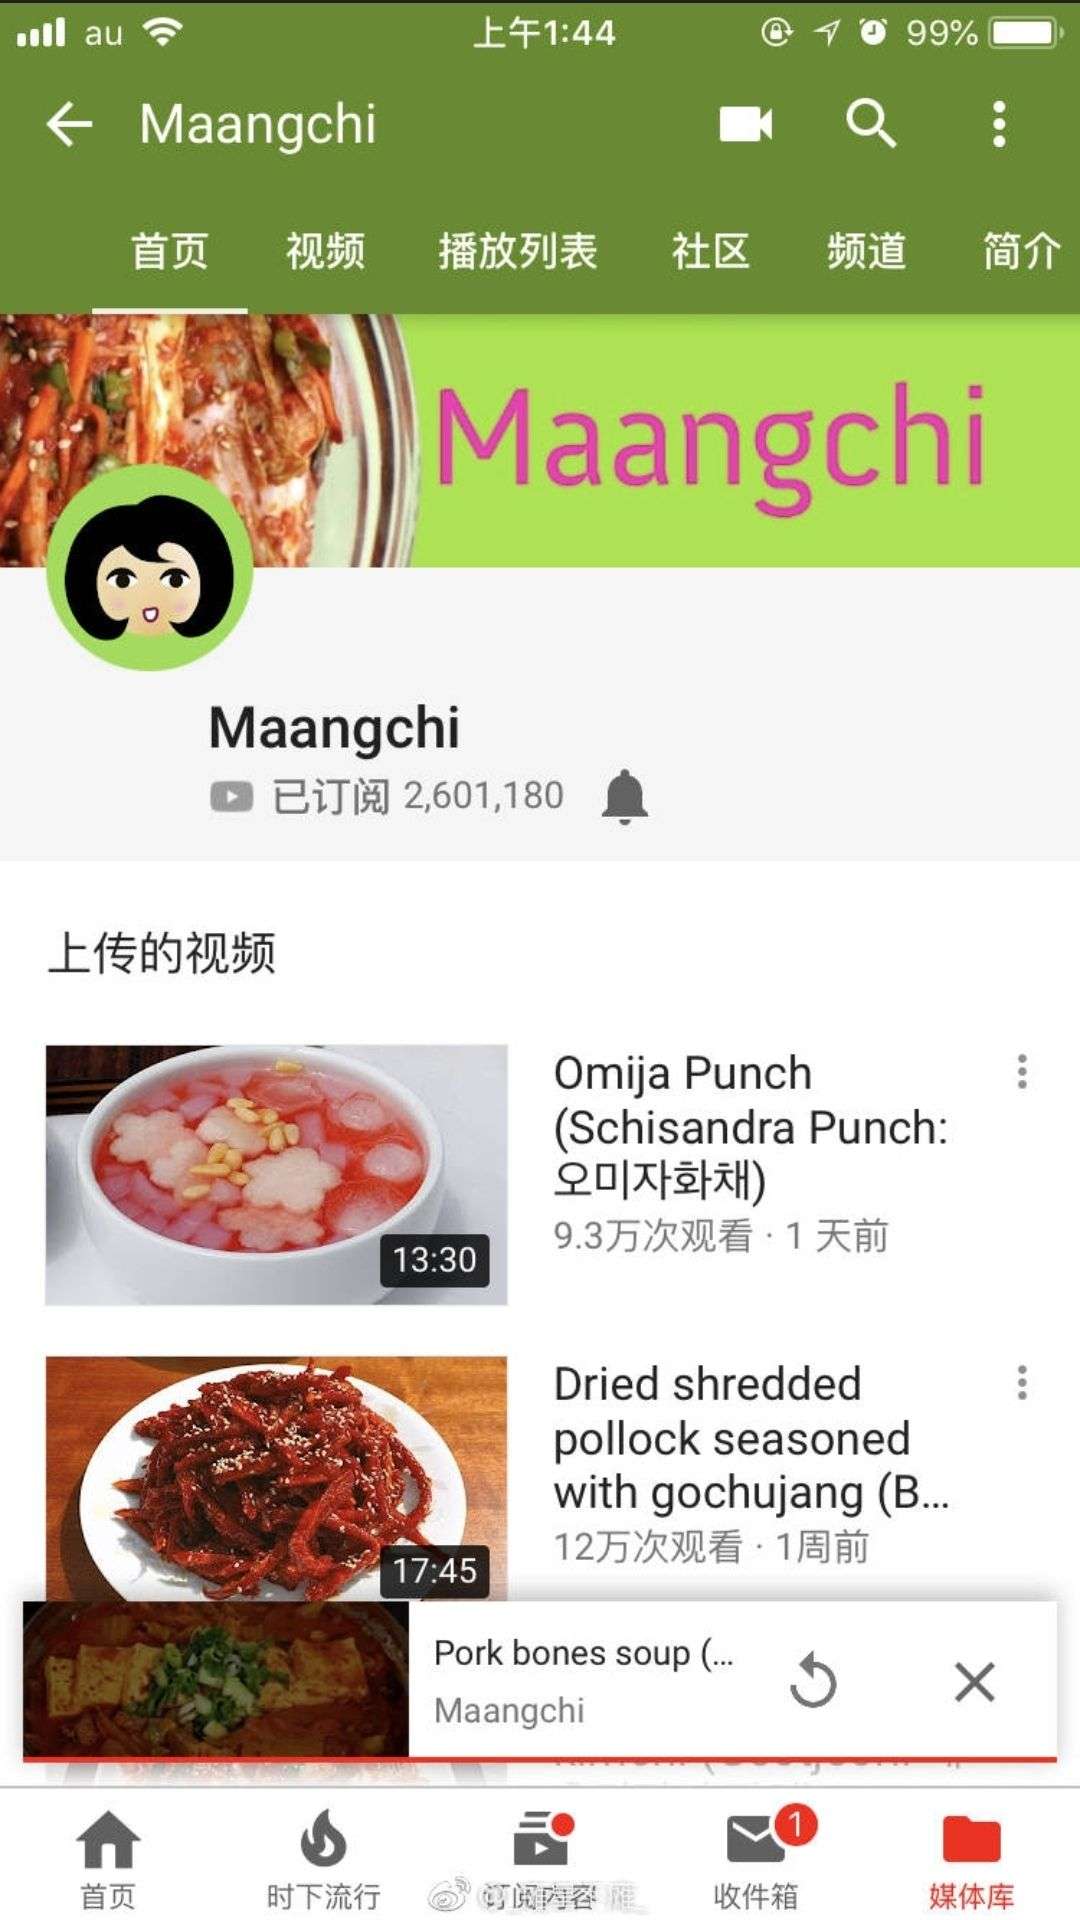 au 上午1:44 99%
Maangchi
首页 视频 播放列表 社区 频道 简介
Maangchi
Maangchi
已订阅 2,601,180
上传的视频
Omija Punch
(Schisandra Punch:
오미자화채)
9.3万次观看 · 1 天前
13:30
Dried shredded
pollock seasoned
with gochujang (B...
12万次观看 · 1周前
17:45
Pork bones soup (...
Maangchi
1
首页 时下流行 订阅内容 收件箱 媒体库